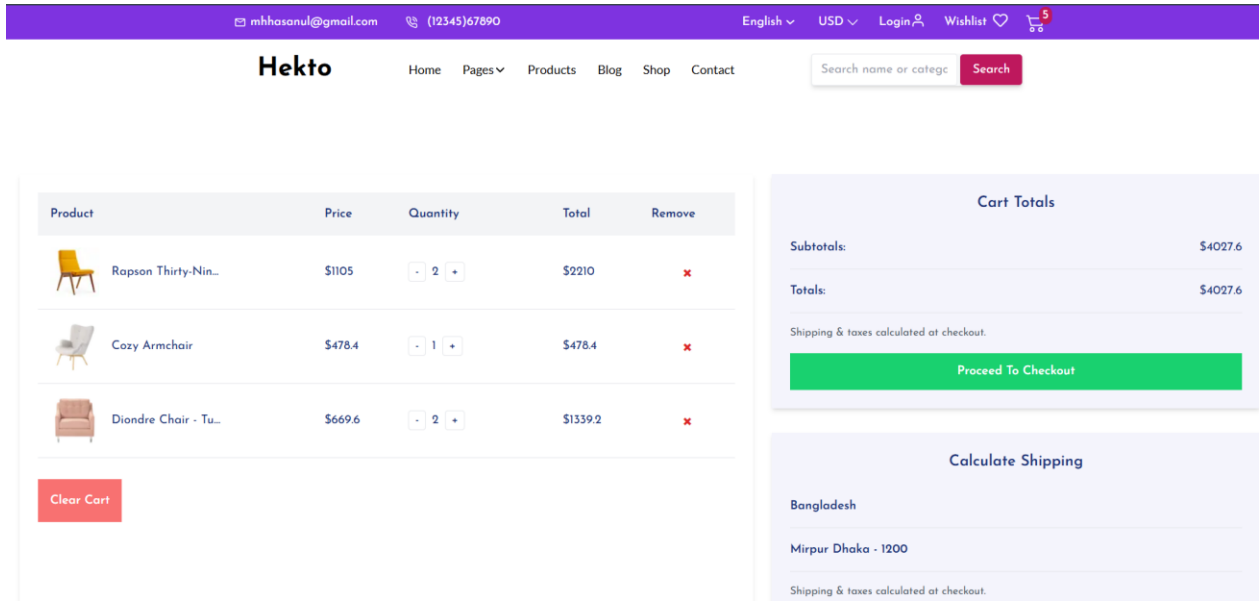 mhhasanul@gmail.com (12345)67890 English USD Login Wishlist 5
Hekto Home Pages Products Blog Shop Contact Search name or categc Search
Product Price Quantity Total Remove
Rapson Thirty-Nin... $1105 - 2 + $2210
Cozy Armchair $478.4 - 1 + $478.4
Diondre Chair - Tu... $669.6 - 2 + $1339.2
Clear Cart
Cart Totals
Subtotals: $4027.6
Totals: $4027.6
Shipping & taxes calculated at checkout.
Proceed To Checkout
Calculate Shipping
Bangladesh
Mirpur Dhaka - 1200
Shipping & taxes calculated at checkout.